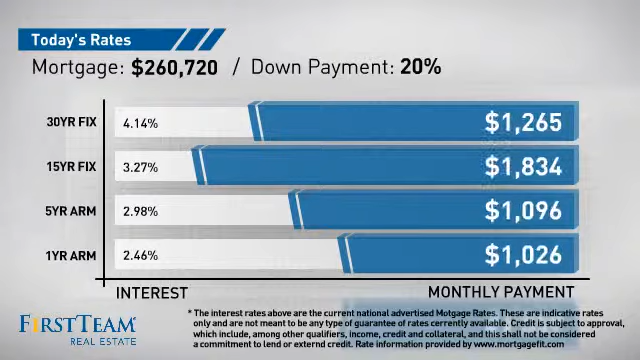 Today's Rates
Mortgage: $260,720 / Down Payment: 20%
30YR FIX 4.14% $1,265
15YR FIX 3.27% $1,834
5YR ARM 2.98% $1,096
1YR ARM 2.46% $1,026
INTEREST MONTHLY PAYMENT
* The interest rates above are the current national advertised Motgage Rates. These are indicative rates
only and are not meant to be any type of guarantee of rates cerrently available. Credit is subject to approval,
which include, among other qualifiers, income, credit and collateral, and this shall not be considered
a commitment to lend or externd credit. Rate information provided by www.mortgagefit.com
FIRSTTEAM®
REAL ESTATE